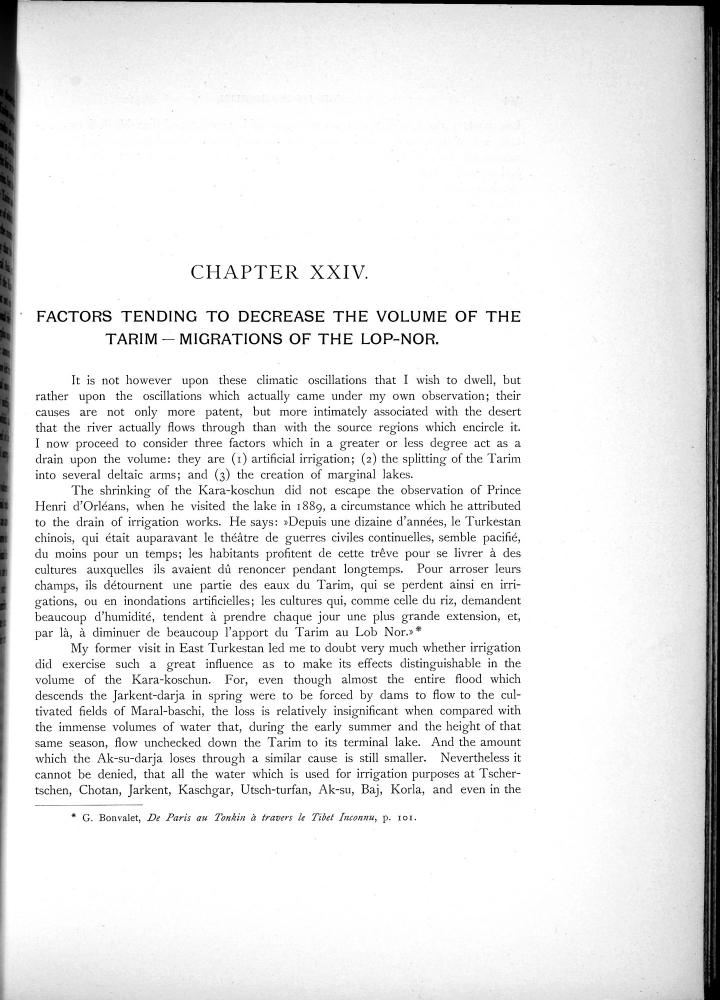 CHAPTER XXIV.
FACTORS TENDING TO DECREASE THE VOLUME OF THE
TARIM — MIGRATIONS OF THE LOP-NOR.
It is not however upon these climatic oscillations that I wish to dwell, but
rather upon the oscillations which actually came under my own observation; their
causes are not only more patent, but more intimately associated with the desert
that the river actually flows through than with the source regions which encircle it.
I now proceed to consider three factors which in a greater or less degree act as a
drain upon the volume: they are (1) artificial irrigation; (2) the splitting of the Tarim
into several deltaic arms; and (3) the creation of marginal lakes.
The shrinking of the Kara-koschun did not escape the observation of Prince
Henri d'Orléans, when he visited the lake in 1889, a circumstance which he attributed
to the drain of irrigation works. He says: »Depuis une dizaine d'années, le Turkestan
chinois, qui était auparavant le théâtre de guerres civiles continuelles, semble pacifié,
du moins pour un temps; les habitants profitent de cette trêve pour se livrer à des
cultures auxquelles ils avaient dû renoncer pendant longtemps. Pour arroser leurs
champs, ils détournent une partie des eaux du Tarim, qui se perdent ainsi en irri-
gations, ou en inondations artificielles; les cultures qui, comme celle du riz, demandent
beaucoup d'humidité, tendent à prendre chaque jour une plus grande extension, et,
par là, à diminuer de beaucoup l'apport du Tarim au Lob Nor.»*
My former visit in East Turkestan led me to doubt very much whether irrigation
did exercise such a great influence as to make its effects distinguishable in the
volume of the Kara-koschun. For, even though almost the entire flood which
descends the Jarkent-darja in spring were to be forced by dams to flow to the cul-
tivated fields of Maral-baschi, the loss is relatively insignificant when compared with
the immense volumes of water that, during the early summer and the height of that
same season, flow unchecked down the Tarim to its terminal lake. And the amount
which the Ak-su-darja loses through a similar cause is still smaller. Nevertheless it
cannot be denied, that all the water which is used for irrigation purposes at Tscher-
tschen, Chotan, Jarkent, Kaschgar, Utsch-turfan, Ak-su, Baj, Korla, and even in the
* G. Bonvalet, De Paris au Tonkin à travers le Tibet Inconnu, p. 101.